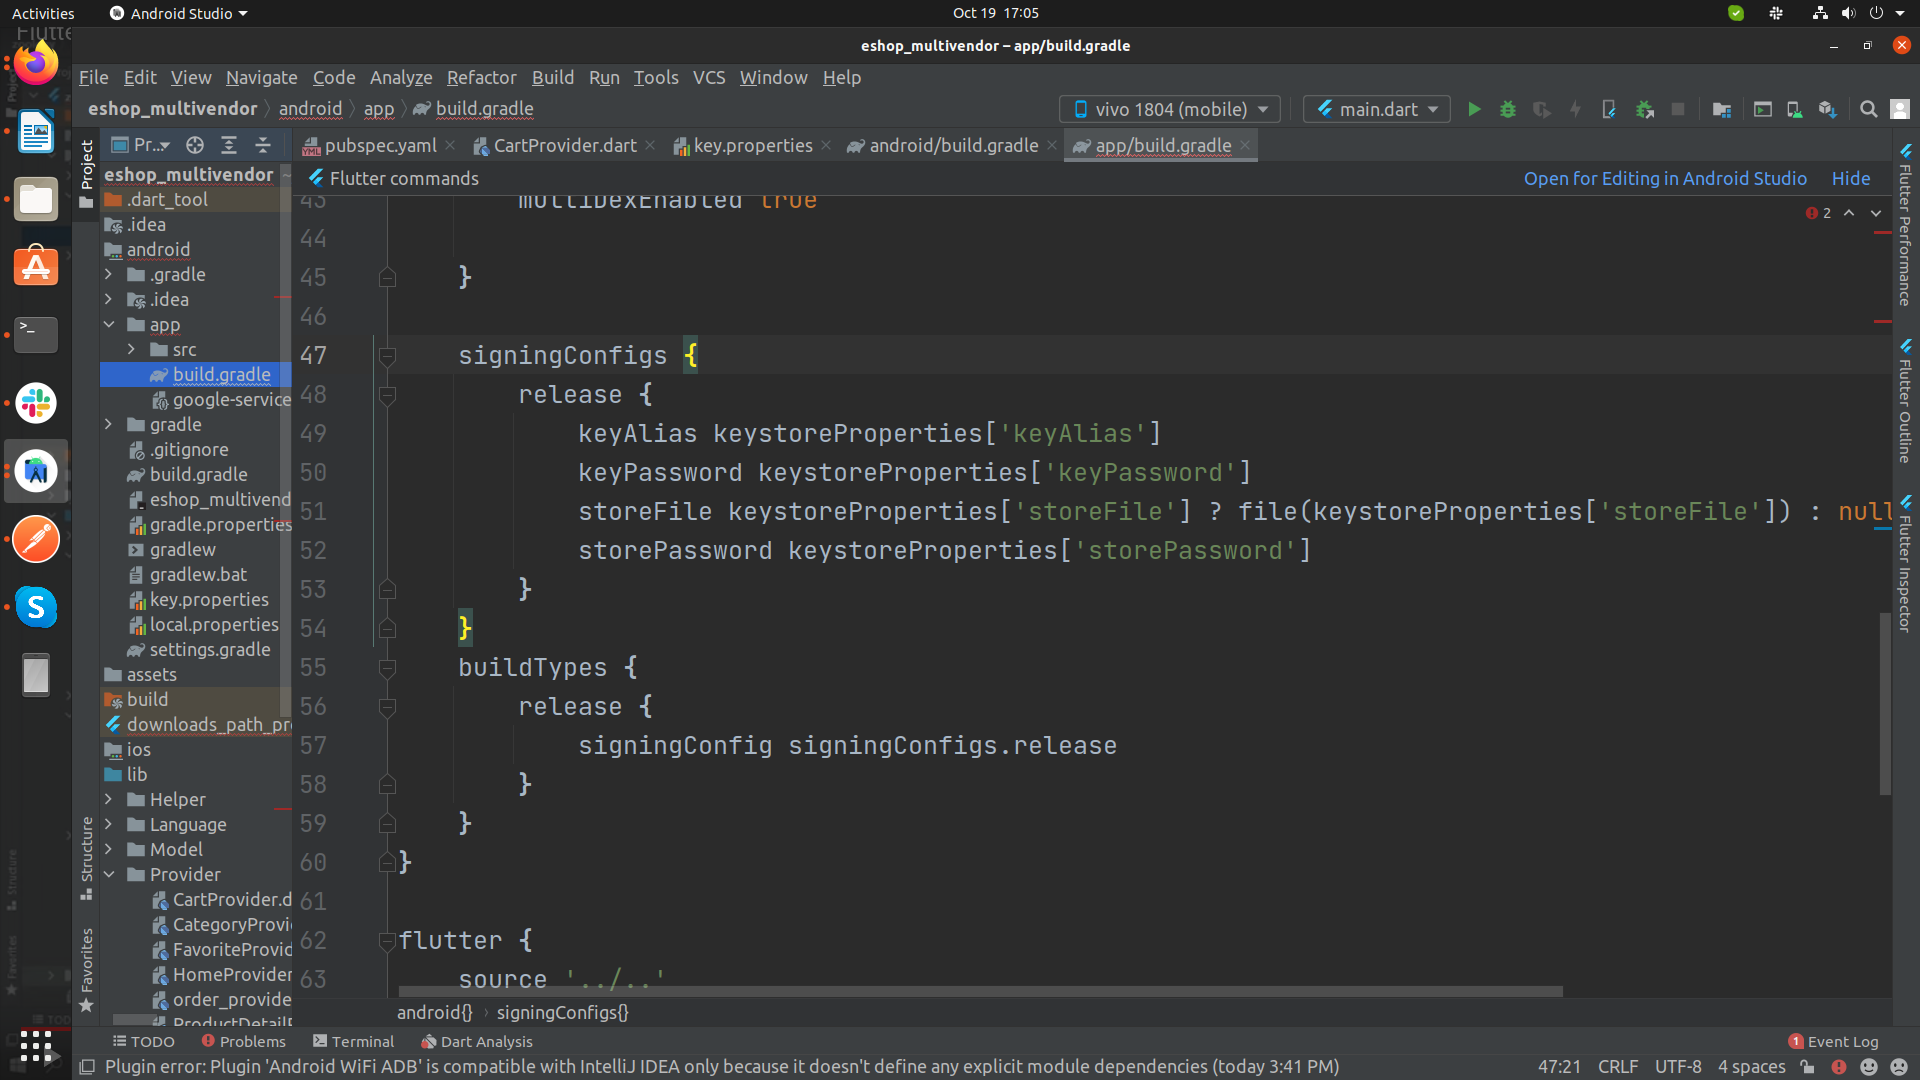 Activities
Android Studio
Oct 19 17:05
eshop_multivendor – app/build.gradle
File Edit View Navigate Code Analyze Refactor Build Run Tools VCS Window Help
eshop_multivendor android app build.gradle
vivo 1804 (mobile)
main.dart
Project
Pr...
pubspec.yaml
CartProvider.dart
key.properties
android/build.gradle
app/build.gradle
Flutter commands
Open for Editing in Android Studio
Hide
eshop_multivendor ~
.dart_tool
.idea
android
.gradle
.idea
app
src
build.gradle
google-service
gradle
.gitignore
build.gradle
eshop_multivend
gradle.properties
gradlew
gradlew.bat
key.properties
local.properties
settings.gradle
assets
build
downloads_path_pr
ios
lib
Helper
Language
Model
Provider
CartProvider.d
CategoryProvi
FavoriteProvid
HomeProvider
order_provide
ProductDetail
Structure
Favorites
2
43 multiDexEnabled true
44
45 }
46
47 signingConfigs {
48 release {
49 keyAlias keystoreProperties['keyAlias']
50 keyPassword keystoreProperties['keyPassword']
51 storeFile keystoreProperties['storeFile'] ? file(keystoreProperties['storeFile']) : null
52 storePassword keystoreProperties['storePassword']
53 }
54 }
55 buildTypes {
56 release {
57 signingConfig signingConfigs.release
58 }
59 }
60 }
61
62 flutter {
63 source '../..'
Flutter Performance
Flutter Outline
Flutter Inspector
android{} signingConfigs{}
TODO
Problems
Terminal
Dart Analysis
1 Event Log
Plugin error: Plugin 'Android WiFi ADB' is compatible with IntelliJ IDEA only because it doesn't define any explicit module dependencies (today 3:41 PM)
47:21 CRLF UTF-8 4 spaces